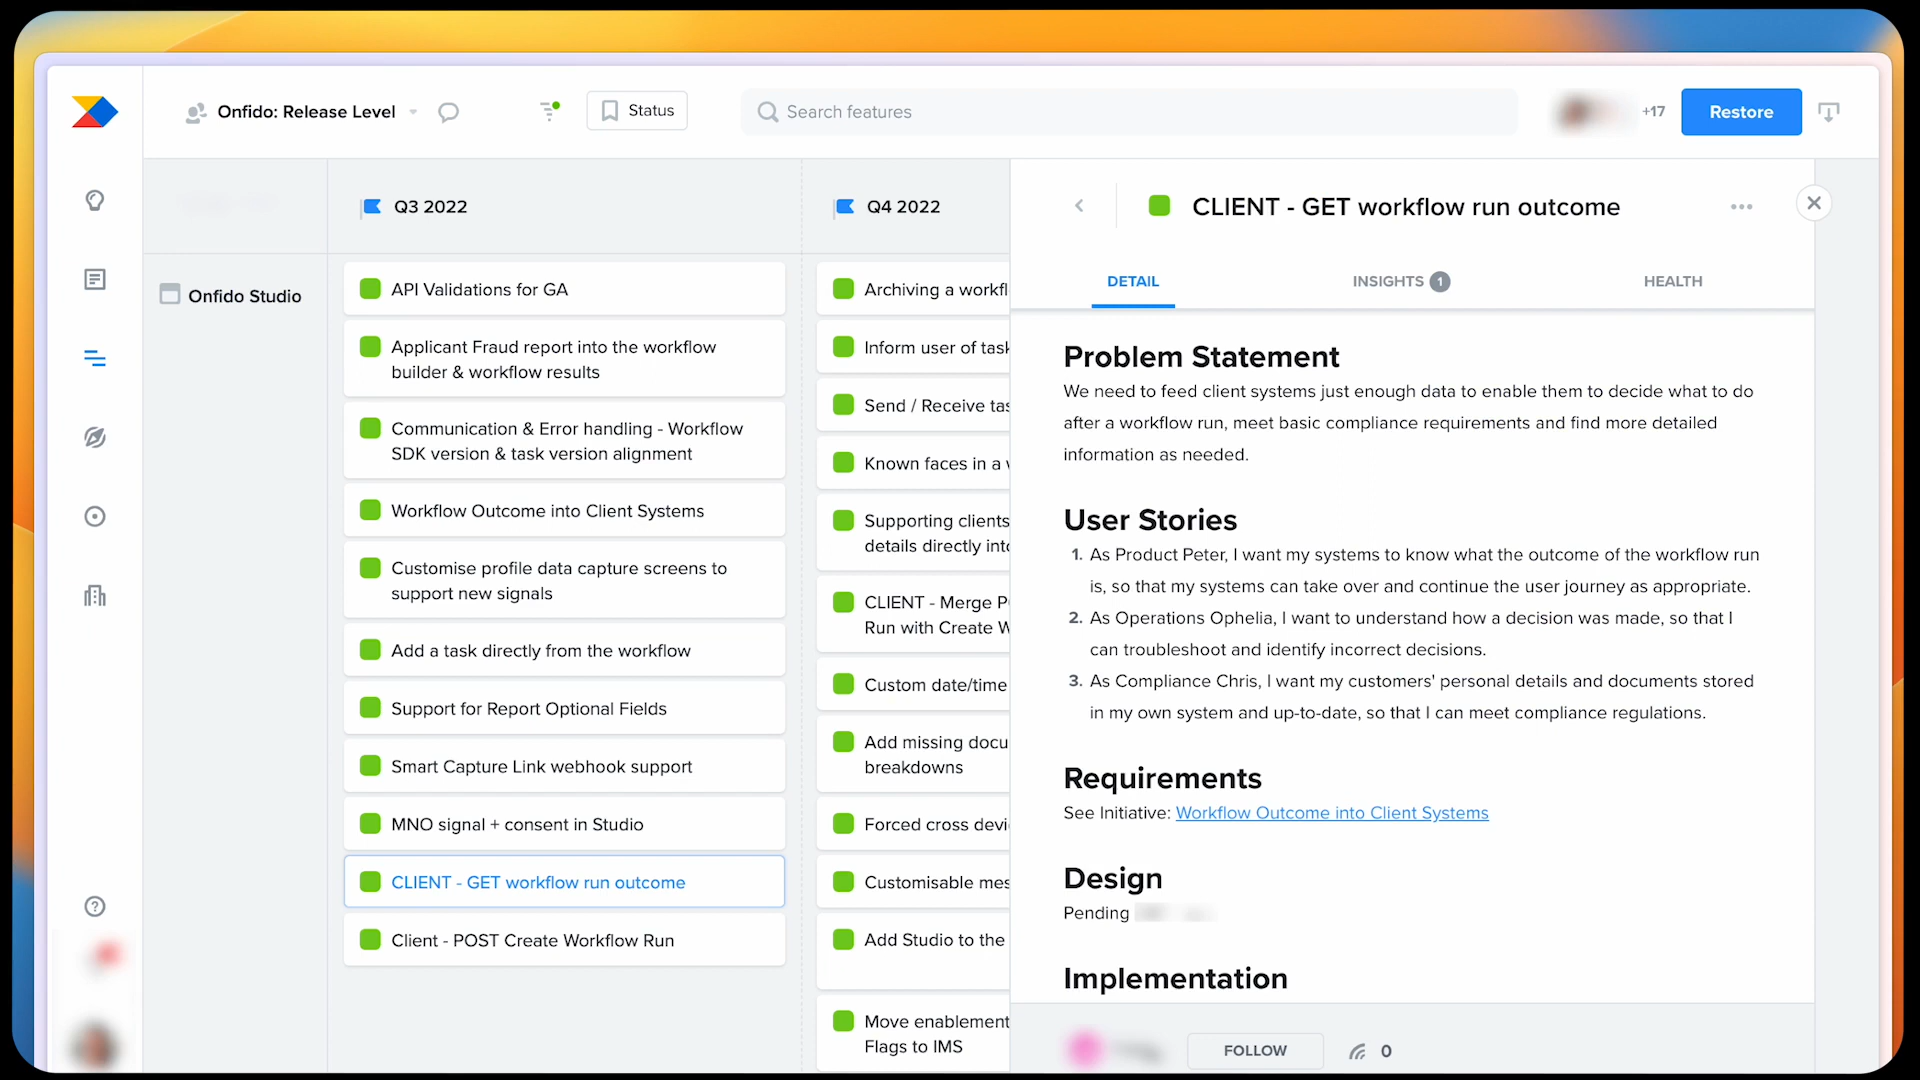 Onfido: Release Level
Status
Search features
+17
Restore
Q3 2022
Q4 2022
Onfido Studio
API Validations for GA
Applicant Fraud report into the workflow
builder & workflow results
Communication & Error handling - Workflow
SDK version & task version alignment
Workflow Outcome into Client Systems
Customise profile data capture screens to
support new signals
Add a task directly from the workflow
Support for Report Optional Fields
Smart Capture Link webhook support
MNO signal + consent in Studio
CLIENT - GET workflow run outcome
Client - POST Create Workflow Run
Archiving a workfl
Inform user of task
Send / Receive tas
Known faces in a
Supporting clients
details directly into
CLIENT - Merge P
Run with Create W
Custom date/time
Add missing docu
breakdowns
Forced cross devi
Customisable mes
Add Studio to the
Move enablement
Flags to IMS
CLIENT - GET workflow run outcome
DETAIL
INSIGHTS 1
HEALTH
Problem Statement
We need to feed client systems just enough data to enable them to decide what to do
after a workflow run, meet basic compliance requirements and find more detailed
information as needed.
User Stories
1. As Product Peter, I want my systems to know what the outcome of the workflow run
is, so that my systems can take over and continue the user journey as appropriate.
2. As Operations Ophelia, I want to understand how a decision was made, so that I
can troubleshoot and identify incorrect decisions.
3. As Compliance Chris, I want my customers' personal details and documents stored
in my own system and up-to-date, so that I can meet compliance regulations.
Requirements
See Initiative: Workflow Outcome into Client Systems
Design
Pending
Implementation
FOLLOW
0